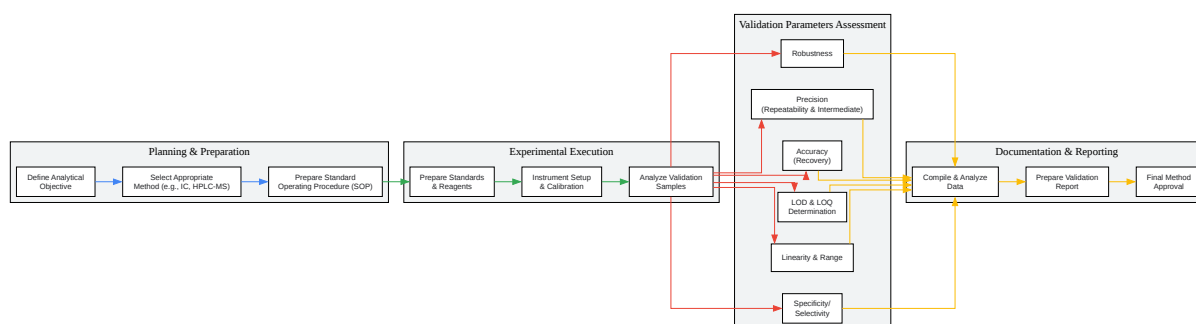 Validation Parameters Assessment
Robustness
Precision
(Repeatability & Intermediate)
Planning & Preparation
Experimental Execution
Accuracy
(Recovery)
Documentation & Reporting
Define Analytical
Objective
Select Appropriate
Method (e.g., IC, HPLC-MS)
Prepare Standard
Operating Procedure (SOP)
Prepare Standards
& Reagents
Instrument Setup
& Calibration
Analyze Validation
Samples
Compile & Analyze
Data
Prepare Validation
Report
Final Method
Approval
LOD & LOQ
Determination
Linearity & Range
Specificity/
Selectivity